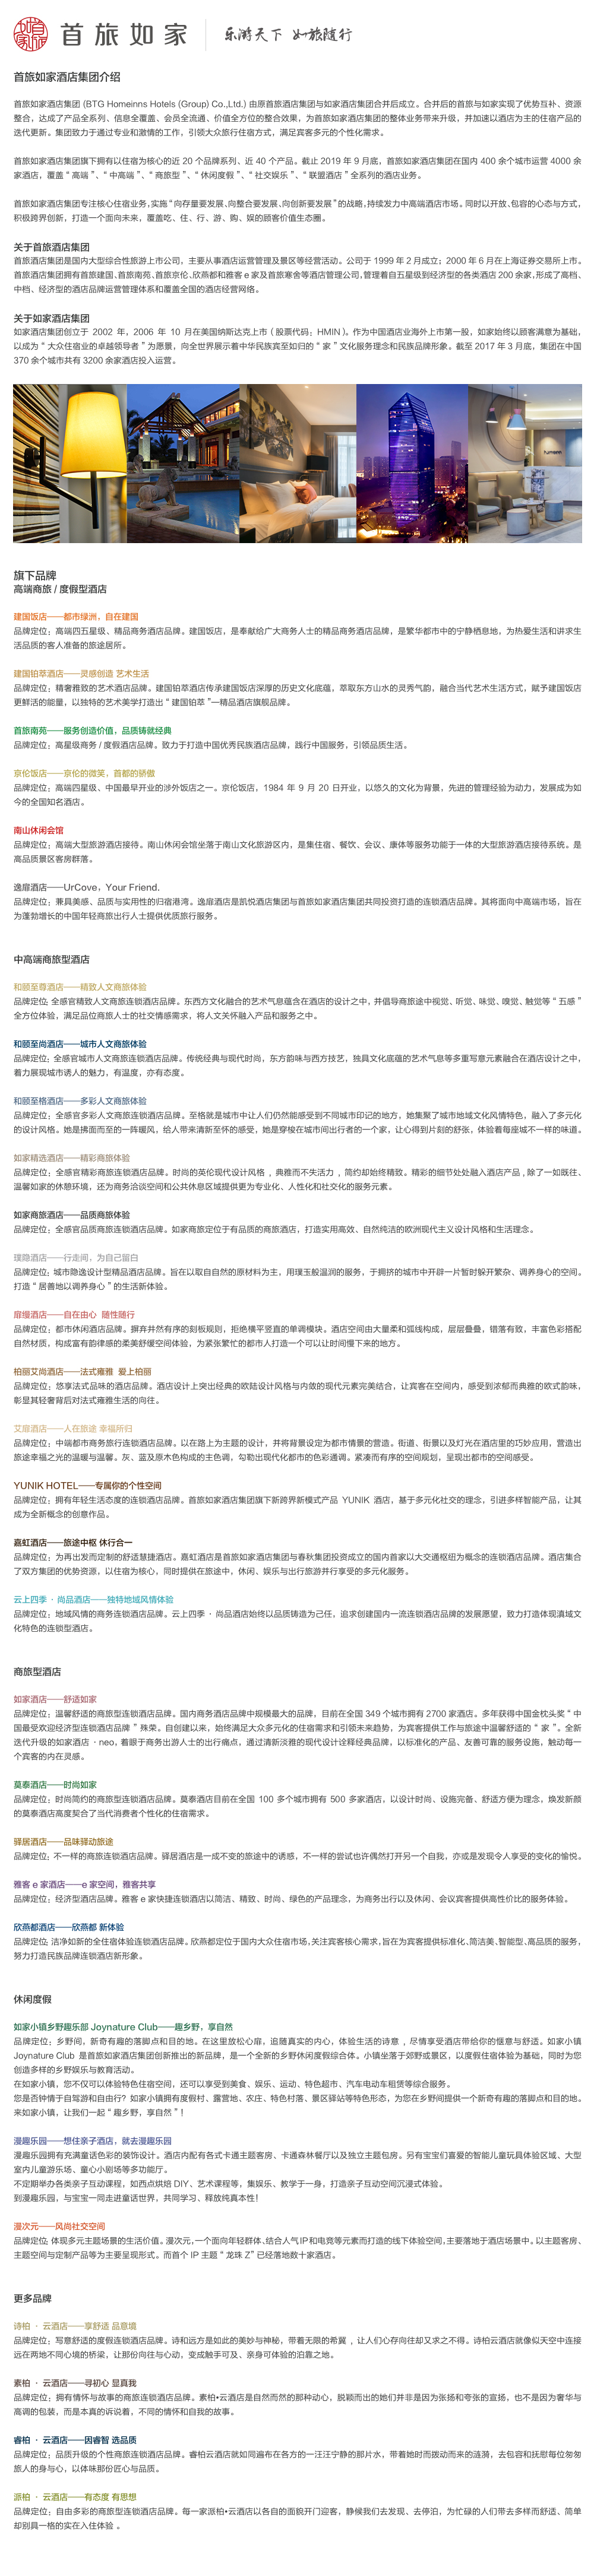 首旅如家
乐游天下 如旅随行
首旅如家酒店集团介绍
首旅如家酒店集团 (BTG Homeinns Hotels (Group) Co.,Ltd.) 由原首旅酒店集团与如家酒店集团合并后成立。合并后的首旅与如家实现了优势互补、资源
整合，达成了产品全系列、信息全覆盖、会员全流通、价值全方位的整合效果，为首旅如家酒店集团的整体业务带来升级，并加速以酒店为主的住宿产品的
迭代更新。集团致力于通过专业和激情的工作，引领大众旅行住宿方式，满足宾客多元的个性化需求。
首旅如家酒店集团旗下拥有以住宿为核心的近 20 个品牌系列、近 40 个产品。截止 2019 年 9 月底，首旅如家酒店集团在国内 400 余个城市运营 4000 余
家酒店，覆盖 “ 高端 ”、“ 中高端 ”、“ 商旅型 ”、“ 休闲度假 ”、“ 社交娱乐 ”、“ 联盟酒店 ” 全系列的酒店业务。
首旅如家酒店集团专注核心住宿业务，实施 “ 向存量要发展、向整合要发展、向创新要发展 ” 的战略，持续发力中高端酒店市场。同时以开放、包容的心态与方式，
积极跨界创新，打造一个面向未来，覆盖吃、住、行、游、购、娱的顾客价值生态圈。
关于首旅酒店集团
首旅酒店集团是国内大型综合性旅游上市公司，主要从事酒店运营管理及景区等经营活动。公司于 1999 年 2 月成立；2000 年 6 月在上海证券交易所上市。
首旅酒店集团拥有首旅建国、首旅南苑、首旅京伦、欣燕都和雅客 e 家及首旅寒舍等酒店管理公司，管理着自五星级到经济型的各类酒店 200 余家，形成了高档、
中档、经济型的酒店品牌运营管理体系和覆盖全国的酒店经营网络。
关于如家酒店集团
如家酒店集团创立于 2002 年，2006 年 10 月在美国纳斯达克上市（ 股票代码：HMIN ）。作为中国酒店业海外上市第一股，如家始终以顾客满意为基础，
以成为 “ 大众住宿业的卓越领导者 ” 为愿景，向全世界展示着中华民族宾至如归的 “ 家 ” 文化服务理念和民族品牌形象。截至 2017 年 3 月底，集团在中国
370 余个城市共有 3200 余家酒店投入运营。
旗下品牌
高端商旅 / 度假型酒店
建国饭店——都市绿洲，自在建国
品牌定位：高端四五星级、精品商务酒店品牌。建国饭店，是奉献给广大商务人士的精品商务酒店品牌，是繁华都市中的宁静栖息地，为热爱生活和讲求生
活品质的客人准备的旅途居所。
建国铂萃酒店——灵感创造 艺术生活
品牌定位：精奢雅致的艺术酒店品牌。建国铂萃酒店传承建国饭店深厚的历史文化底蕴，萃取东方山水的灵秀气韵，融合当代艺术生活方式，赋予建国饭店
更鲜活的能量，以独特的艺术美学打造出 “ 建国铂萃 ”—精品酒店旗舰品牌。
首旅南苑——服务创造价值，品质铸就经典
品牌定位：高星级商务 / 度假酒店品牌。致力于打造中国优秀民族酒店品牌，践行中国服务，引领品质生活。
京伦饭店——京伦的微笑，首都的骄傲
品牌定位：高端四星级、中国最早开业的涉外饭店之一。京伦饭店，1984 年 9 月 20 日开业，以悠久的文化为背景，先进的管理经验为动力，发展成为如
今的全国知名酒店。
南山休闲会馆
品牌定位：高端大型旅游酒店接待。南山休闲会馆坐落于南山文化旅游区内，是集住宿、餐饮、会议、康体等服务功能于一体的大型旅游酒店接待系统。是
高品质景区客房群落。
逸扉酒店——UrCove，Your Friend.
品牌定位：兼具美感、品质与实用性的归宿港湾。逸扉酒店是凯悦酒店集团与首旅如家酒店集团共同投资打造的连锁酒店品牌。其将面向中高端市场，旨在
为蓬勃增长的中国年轻商旅出行人士提供优质旅行服务。
中高端商旅型酒店
和颐至尊酒店——精致人文商旅体验
品牌定位：全感官精致人文商旅连锁酒店品牌。东西方文化融合的艺术气息蕴含在酒店的设计之中，并倡导商旅途中视觉、听觉、味觉、嗅觉、触觉等 “ 五感 ”
全方位体验，满足品位商旅人士的社交情感需求，将人文关怀融入产品和服务之中。
和颐至尚酒店——城市人文商旅体验
品牌定位：全感官城市人文商旅连锁酒店品牌。传统经典与现代时尚，东方韵味与西方技艺，独具文化底蕴的艺术气息等多重写意元素融合在酒店设计之中，
着力展现城市诱人的魅力，有温度，亦有态度。
和颐至格酒店——多彩人文商旅体验
品牌定位：全感官多彩人文商旅连锁酒店品牌。至格就是城市中让人们仍然能感受到不同城市印记的地方，她集聚了城市地域文化风情特色，融入了多元化
的设计风格。她是拂面而至的一阵暖风，给人带来清新至怀的感受，她是穿梭在城市间出行者的一个家，让心得到片刻的舒张，体验着每座城不一样的味道。
如家精选酒店——精彩商旅体验
品牌定位：全感官精彩商旅连锁酒店品牌。时尚的英伦现代设计风格 ，典雅而不失活力 ，简约却始终精致。精彩的细节处处融入酒店产品 , 除了一如既往、
温馨如家的休憩环境，还为商务洽谈空间和公共休息区域提供更为专业化、人性化和社交化的服务元素。
如家商旅酒店——品质商旅体验
品牌定位：全感官品质商旅连锁酒店品牌。如家商旅定位于有品质的商旅酒店，打造实用高效、自然纯洁的欧洲现代主义设计风格和生活理念。
璞隐酒店——行走间，为自己留白
品牌定位：城市隐逸设计型精品酒店品牌。旨在以取自自然的原材料为主，用璞玉般温润的服务，于拥挤的城市中开辟一片暂时躲开繁杂、调养身心的空间。
打造 “ 居善地以调养身心 ” 的生活新体验。
扉缦酒店——自在由心 随性随行
品牌定位：都市休闲酒店品牌。摒弃井然有序的刻板规则，拒绝横平竖直的单调模块。酒店空间由大量柔和弧线构成，层层叠叠，错落有致，丰富色彩搭配
自然材质，构成富有韵律感的柔美舒缓空间体验，为紧张繁忙的都市人打造一个可以让时间慢下来的地方。
柏丽艾尚酒店——法式雍雅 爱上柏丽
品牌定位：悠享法式品味的酒店品牌。酒店设计上突出经典的欧陆设计风格与内敛的现代元素完美结合，让宾客在空间内，感受到浓郁而典雅的欧式韵味，
彰显其轻奢背后对法式雍雅生活的向往。
艾扉酒店——人在旅途 幸福所归
品牌定位：中端都市商务旅行连锁酒店品牌。以在路上为主题的设计，并将背景设定为都市情景的营造。街道、街景以及灯光在酒店里的巧妙应用，营造出
旅途幸福之光的温暖与温馨。灰、蓝及原木色构成的主色调，勾勒出现代化都市的色彩通调。紧凑而有序的空间规划，呈现出都市的空间感受。
YUNIK HOTEL——专属你的个性空间
品牌定位：拥有年轻生活态度的连锁酒店品牌。首旅如家酒店集团旗下新跨界新模式产品 YUNIK 酒店，基于多元化社交的理念，引进多样智能产品，让其
成为全新概念的创意作品。
嘉虹酒店——旅途中枢 休行合一
品牌定位：为再出发而定制的舒适慧捷酒店。嘉虹酒店是首旅如家酒店集团与春秋集团投资成立的国内首家以大交通枢纽为概念的连锁酒店品牌。酒店集合
了双方集团的优势资源，以住宿为核心，同时提供在旅途中，休闲、娱乐与出行旅游并行享受的多元化服务。
云上四季 · 尚品酒店——独特地域风情体验
品牌定位：地域风情的商务连锁酒店品牌。云上四季 · 尚品酒店始终以品质铸造为己任，追求创建国内一流连锁酒店品牌的发展愿望，致力打造体现滇域文
化特色的连锁型酒店。
商旅型酒店
如家酒店——舒适如家
品牌定位：温馨舒适的商旅型连锁酒店品牌。国内商务酒店品牌中规模最大的品牌，目前在全国 349 个城市拥有 2700 家酒店。多年获得中国金枕头奖 “ 中
国最受欢迎经济型连锁酒店品牌 ” 殊荣。自创建以来，始终满足大众多元化的住宿需求和引领未来趋势，为宾客提供工作与旅途中温馨舒适的 “ 家 ”。全新
迭代升级的如家酒店 · neo，着眼于商务出游人士的出行痛点，通过清新淡雅的现代设计诠释经典品牌，以标准化的产品、友善可靠的服务设施，触动每一
个宾客的内在灵感。
莫泰酒店——时尚如家
品牌定位：时尚简约的商旅型连锁酒店品牌。莫泰酒店目前在全国 100 多个城市拥有 500 多家酒店，以设计时尚、设施完备、舒适方便为理念，焕发新颜
的莫泰酒店高度契合了当代消费者个性化的住宿需求。
驿居酒店——品味驿动旅途
品牌定位：不一样的商旅连锁酒店品牌。驿居酒店是一成不变的旅途中的诱惑，不一样的尝试也许偶然打开另一个自我，亦或是发现令人享受的变化的愉悦。
雅客 e 家酒店——e 家空间，雅客共享
品牌定位：经济型酒店品牌。雅客 e 家快捷连锁酒店以简洁、精致、时尚、绿色的产品理念，为商务出行以及休闲、会议宾客提供高性价比的服务体验。
欣燕都酒店——欣燕都 新体验
品牌定位：洁净如新的全住宿体验连锁酒店品牌。欣燕都定位于国内大众住宿市场，关注宾客核心需求，旨在为宾客提供标准化、简洁美、智能型、高品质的服务，
努力打造民族品牌连锁酒店新形象。
休闲度假
如家小镇乡野趣乐部 Joynature Club——趣乡野，享自然
品牌定位：乡野间，新奇有趣的落脚点和目的地。在这里放松心扉，追随真实的内心，体验生活的诗意 ，尽情享受酒店带给你的惬意与舒适。如家小镇
Joynature Club 是首旅如家酒店集团创新推出的新品牌，是一个全新的乡野休闲度假综合体。小镇坐落于郊野或景区，以度假住宿体验为基础，同时为您
创造多样的乡野娱乐与教育活动。
在如家小镇，您不仅可以体验特色住宿空间，还可以享受到美食、娱乐、运动、特色超市、汽车电动车租赁等综合服务。
您是否钟情于自驾游和自由行？如家小镇拥有度假村、露营地、农庄、特色村落、景区驿站等特色形态，为您在乡野间提供一个新奇有趣的落脚点和目的地。
来如家小镇，让我们一起 “ 趣乡野，享自然 ”！
漫趣乐园——想住亲子酒店，就去漫趣乐园
漫趣乐园拥有充满童话色彩的装饰设计。酒店内配有各式卡通主题客房、卡通森林餐厅以及独立主题包房。另有宝宝们喜爱的智能儿童玩具体验区域、大型
室内儿童游乐场、童心小剧场等多功能厅。
不定期举办各类亲子互动课程，如西点烘焙 DIY、艺术课程等，集娱乐、教学于一身，打造亲子互动空间沉浸式体验。
到漫趣乐园，与宝宝一同走进童话世界，共同学习、释放纯真本性！
漫次元——风尚社交空间
品牌定位：体现多元主题场景的生活价值。漫次元，一个面向年轻群体、结合人气 IP 和电竞等元素而打造的线下体验空间，主要落地于酒店场景中。以主题客房、
主题空间与定制产品等为主要呈现形式。而首个 IP 主题 “ 龙珠 Z” 已经落地数十家酒店。
更多品牌
诗柏 · 云酒店——享舒适 品意境
品牌定位：写意舒适的度假连锁酒店品牌。诗和远方是如此的美妙与神秘，带着无限的希冀 ，让人们心存向往却又求之不得。诗柏云酒店就像似天空中连接
远在两地不同心境的桥梁，让那份向往与心动，变成触手可及、亲身可体验的泊靠之地。
素柏 · 云酒店——寻初心 显真我
品牌定位：拥有情怀与故事的商旅连锁酒店品牌。素柏•云酒店是自然而然的那种动心，脱颖而出的她们并非是因为张扬和夸张的宣扬，也不是因为奢华与
高调的包装，而是本真的诉说着，不同的情怀和自我的故事。
睿柏 · 云酒店——因睿智 选品质
品牌定位：品质升级的个性商旅连锁酒店品牌。睿柏云酒店就如同遍布在各方的一汪汪宁静的那片水，带着她时而拨动而来的涟漪，去包容和抚慰每位匆匆
旅人的身与心，以体味那份匠心与品质。
派柏 · 云酒店——有态度 有思想
品牌定位：自由多彩的商旅型连锁酒店品牌。每一家派柏•云酒店以各自的面貌开门迎客，静候我们去发现、去停泊，为忙碌的人们带去多样而舒适、简单
却别具一格的实在入住体验 。